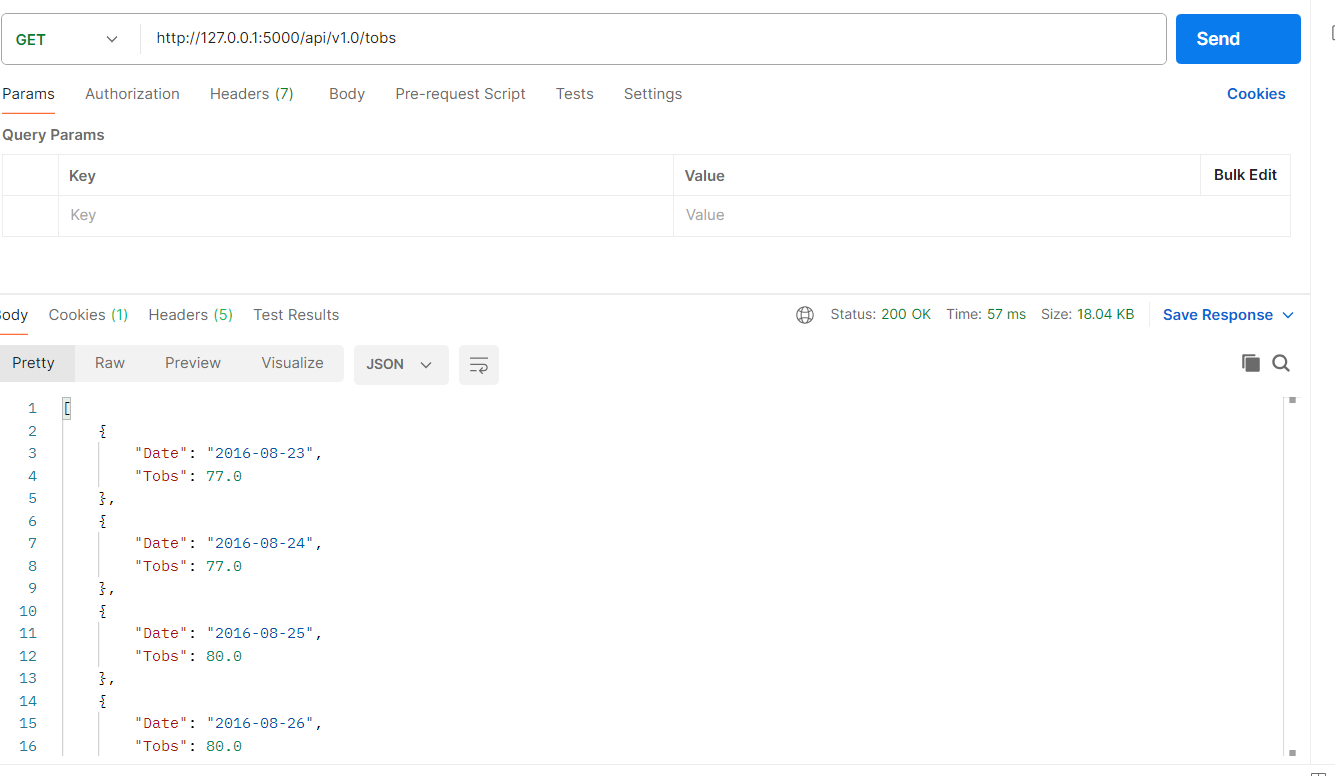 GET http://127.0.0.1:5000/api/v1.0/tobs Send
Params Authorization Headers (7) Body Pre-request Script Tests Settings Cookies
Query Params
Key Value Bulk Edit
Key Value
ody Cookies (1) Headers (5) Test Results Status: 200 OK Time: 57 ms Size: 18.04 KB Save Response
Pretty Raw Preview Visualize JSON
1 [
2 {
3 "Date": "2016-08-23",
4 "Tobs": 77.0
5 },
6 {
7 "Date": "2016-08-24",
8 "Tobs": 77.0
9 },
10 {
11 "Date": "2016-08-25",
12 "Tobs": 80.0
13 },
14 {
15 "Date": "2016-08-26",
16 "Tobs": 80.0